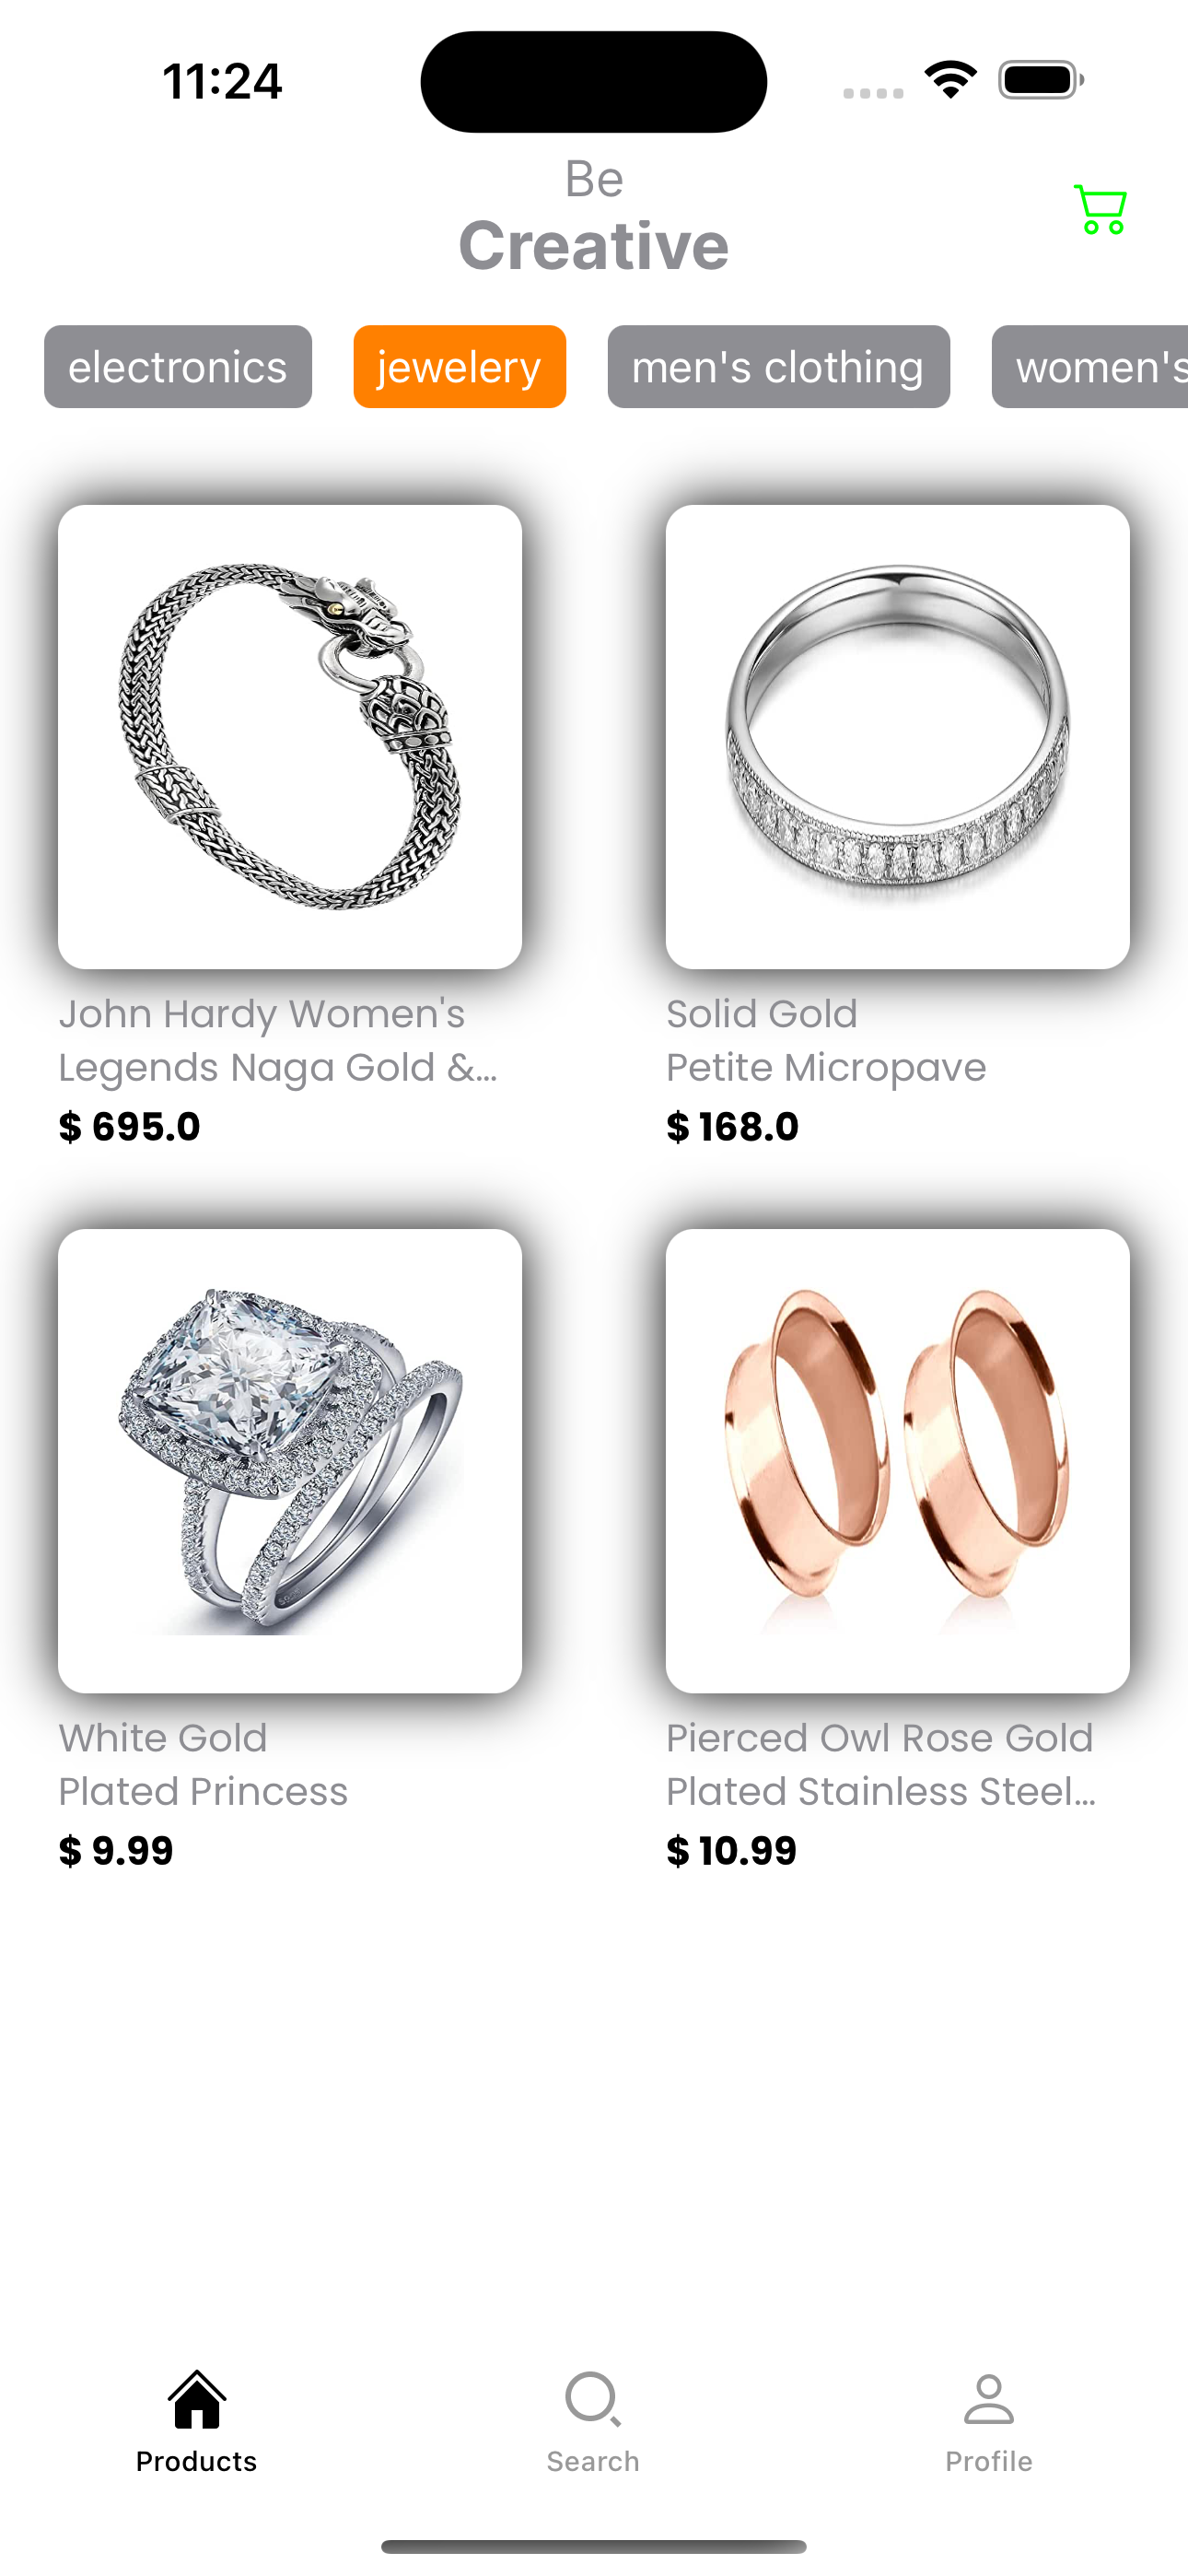 11:24
Be
Creative
electronics
jewelery
men's clothing
women's
John Hardy Women's
Legends Naga Gold &...
$ 695.0
Solid Gold
Petite Micropave
$ 168.0
White Gold
Plated Princess
$ 9.99
Pierced Owl Rose Gold
Plated Stainless Steel...
$ 10.99
Products
Search
Profile